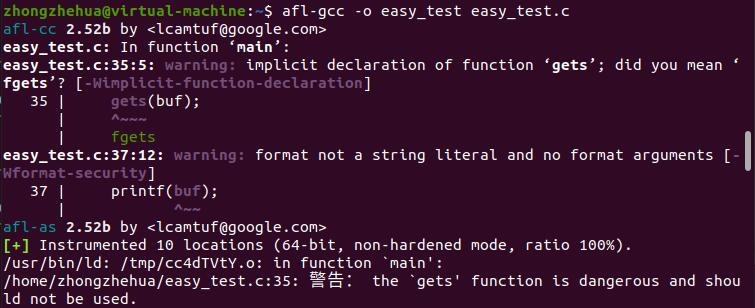 zhongzhehua@virtual-machine:~$ afl-gcc -o easy_test easy_test.c
afl-cc 2.52b by <lcamtuf@google.com>
easy_test.c: In function ‘main’:
easy_test.c:35:5: warning: implicit declaration of function ‘gets’; did you mean ‘
fgets’? [-Wimplicit-function-declaration]
   35 |     gets(buf);
      |     ^~~~
      |     fgets
easy_test.c:37:12: warning: format not a string literal and no format arguments [-
Wformat-security]
   37 |     printf(buf);
      |            ^~~
afl-as 2.52b by <lcamtuf@google.com>
[+] Instrumented 10 locations (64-bit, non-hardened mode, ratio 100%).
/usr/bin/ld: /tmp/cc4dTVtY.o: in function `main':
/home/zhongzhehua/easy_test.c:35: 警告： the `gets' function is dangerous and shou
ld not be used.